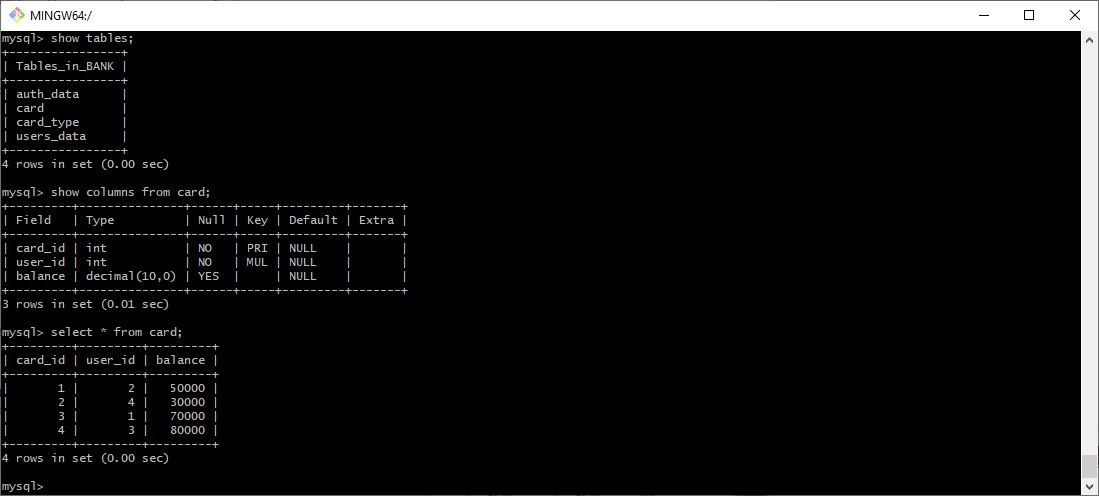 MINGW64:/
mysql> show tables;
+----------------+
| Tables_in_BANK |
+----------------+
| auth_data      |
| card           |
| card_type      |
| users_data     |
+----------------+
4 rows in set (0.00 sec)
mysql> show columns from card;
+---------+---------------+------+-----+---------+-------+
| Field   | Type          | Null | Key | Default | Extra |
+---------+---------------+------+-----+---------+-------+
| card_id | int           | NO   | PRI | NULL    |       |
| user_id | int           | NO   | MUL | NULL    |       |
| balance | decimal(10,0) | YES  |     | NULL    |       |
+---------+---------------+------+-----+---------+-------+
3 rows in set (0.01 sec)
mysql> select * from card;
+---------+---------+---------+
| card_id | user_id | balance |
+---------+---------+---------+
|       1 |       2 |   50000 |
|       2 |       4 |   30000 |
|       3 |       1 |   70000 |
|       4 |       3 |   80000 |
+---------+---------+---------+
4 rows in set (0.00 sec)
mysql>